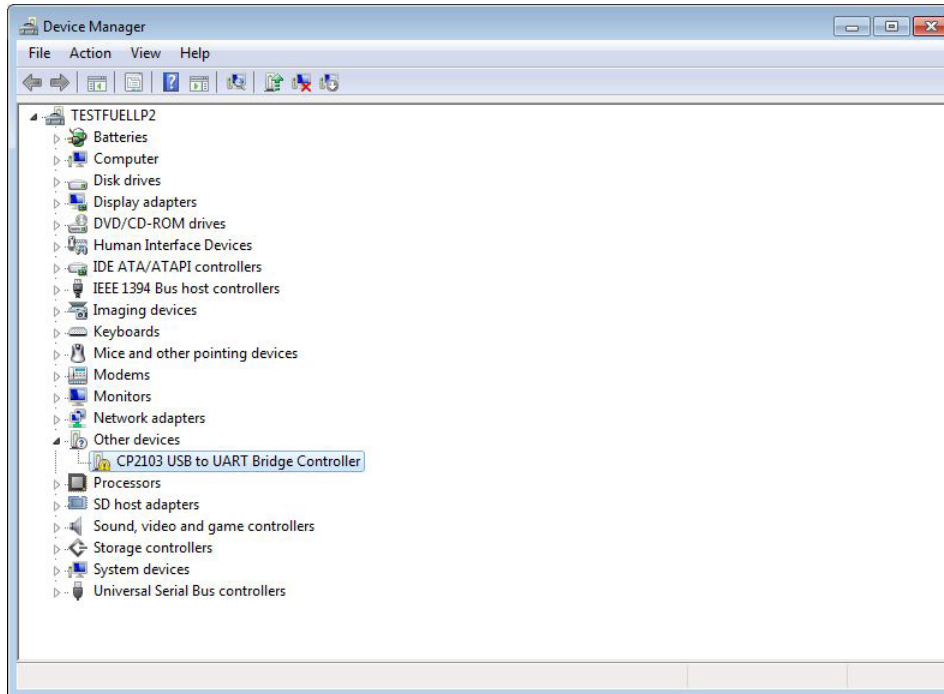 Device Manager
File Action View Help
TESTFUELLP2
Batteries
Computer
Disk drives
Display adapters
DVD/CD-ROM drives
Human Interface Devices
IDE ATA/ATAPI controllers
IEEE 1394 Bus host controllers
Imaging devices
Keyboards
Mice and other pointing devices
Modems
Monitors
Network adapters
Other devices
CP2103 USB to UART Bridge Controller
Processors
SD host adapters
Sound, video and game controllers
Storage controllers
System devices
Universal Serial Bus controllers